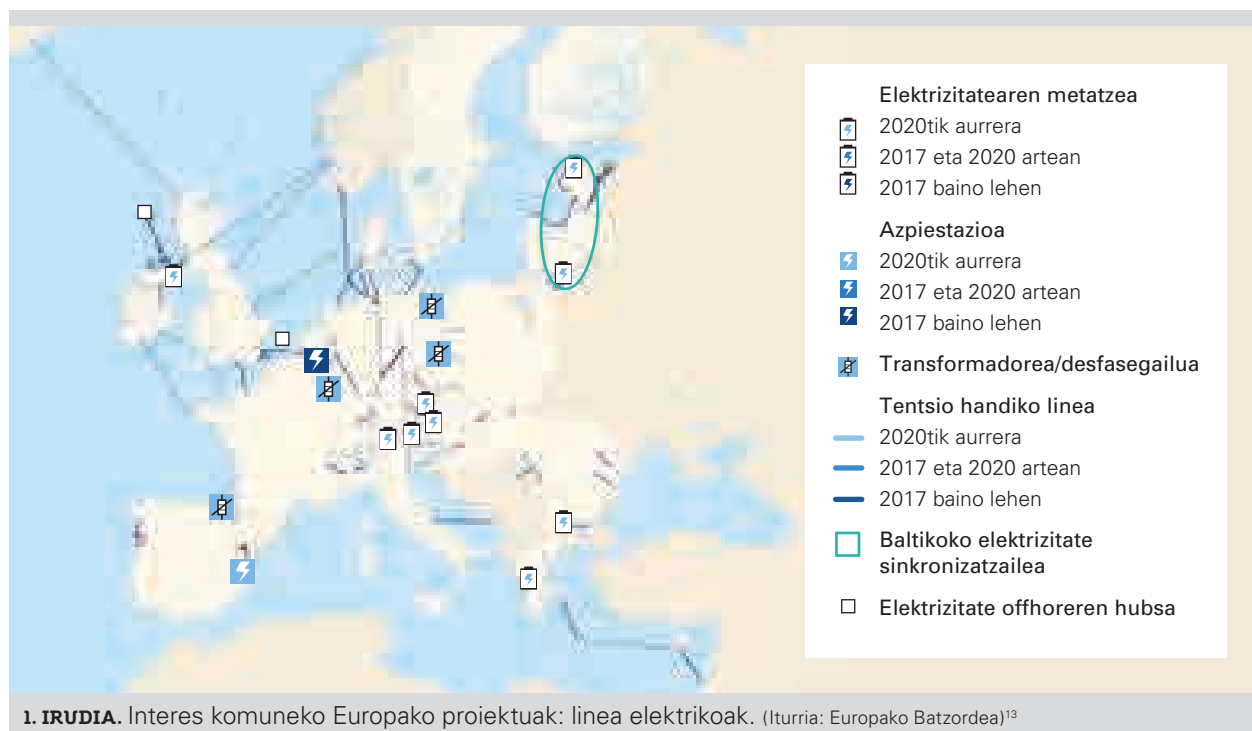 Elektrizitatearen metatzea
2020tik aurrera
2017 eta 2020 artean
2017 baino lehen
Azpiestazioa
2020tik aurrera
2017 eta 2020 artean
2017 baino lehen
Transformadorea/desfasegailua
Tentsio handiko linea
2020tik aurrera
2017 eta 2020 artean
2017 baino lehen
Baltikoko elektrizitate
sinkronizatzailea
Elektrizitate offhoreren hubsa
1. IRUDIA. Interes komuneko Europako proiektuak: linea elektrikoak. (Iturria: Europako Batzordea)¹³